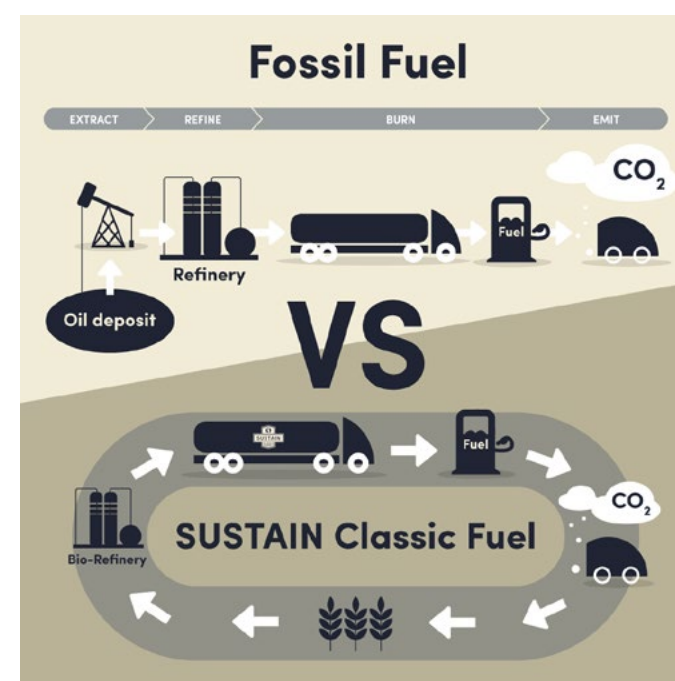 Fossil Fuel
EXTRACT REFINE BURN EMIT
CO2
Fuel
Refinery
Oil deposit
VS
SUSTAIN
Fuel
CO2
SUSTAIN Classic Fuel
Bio-Refinery